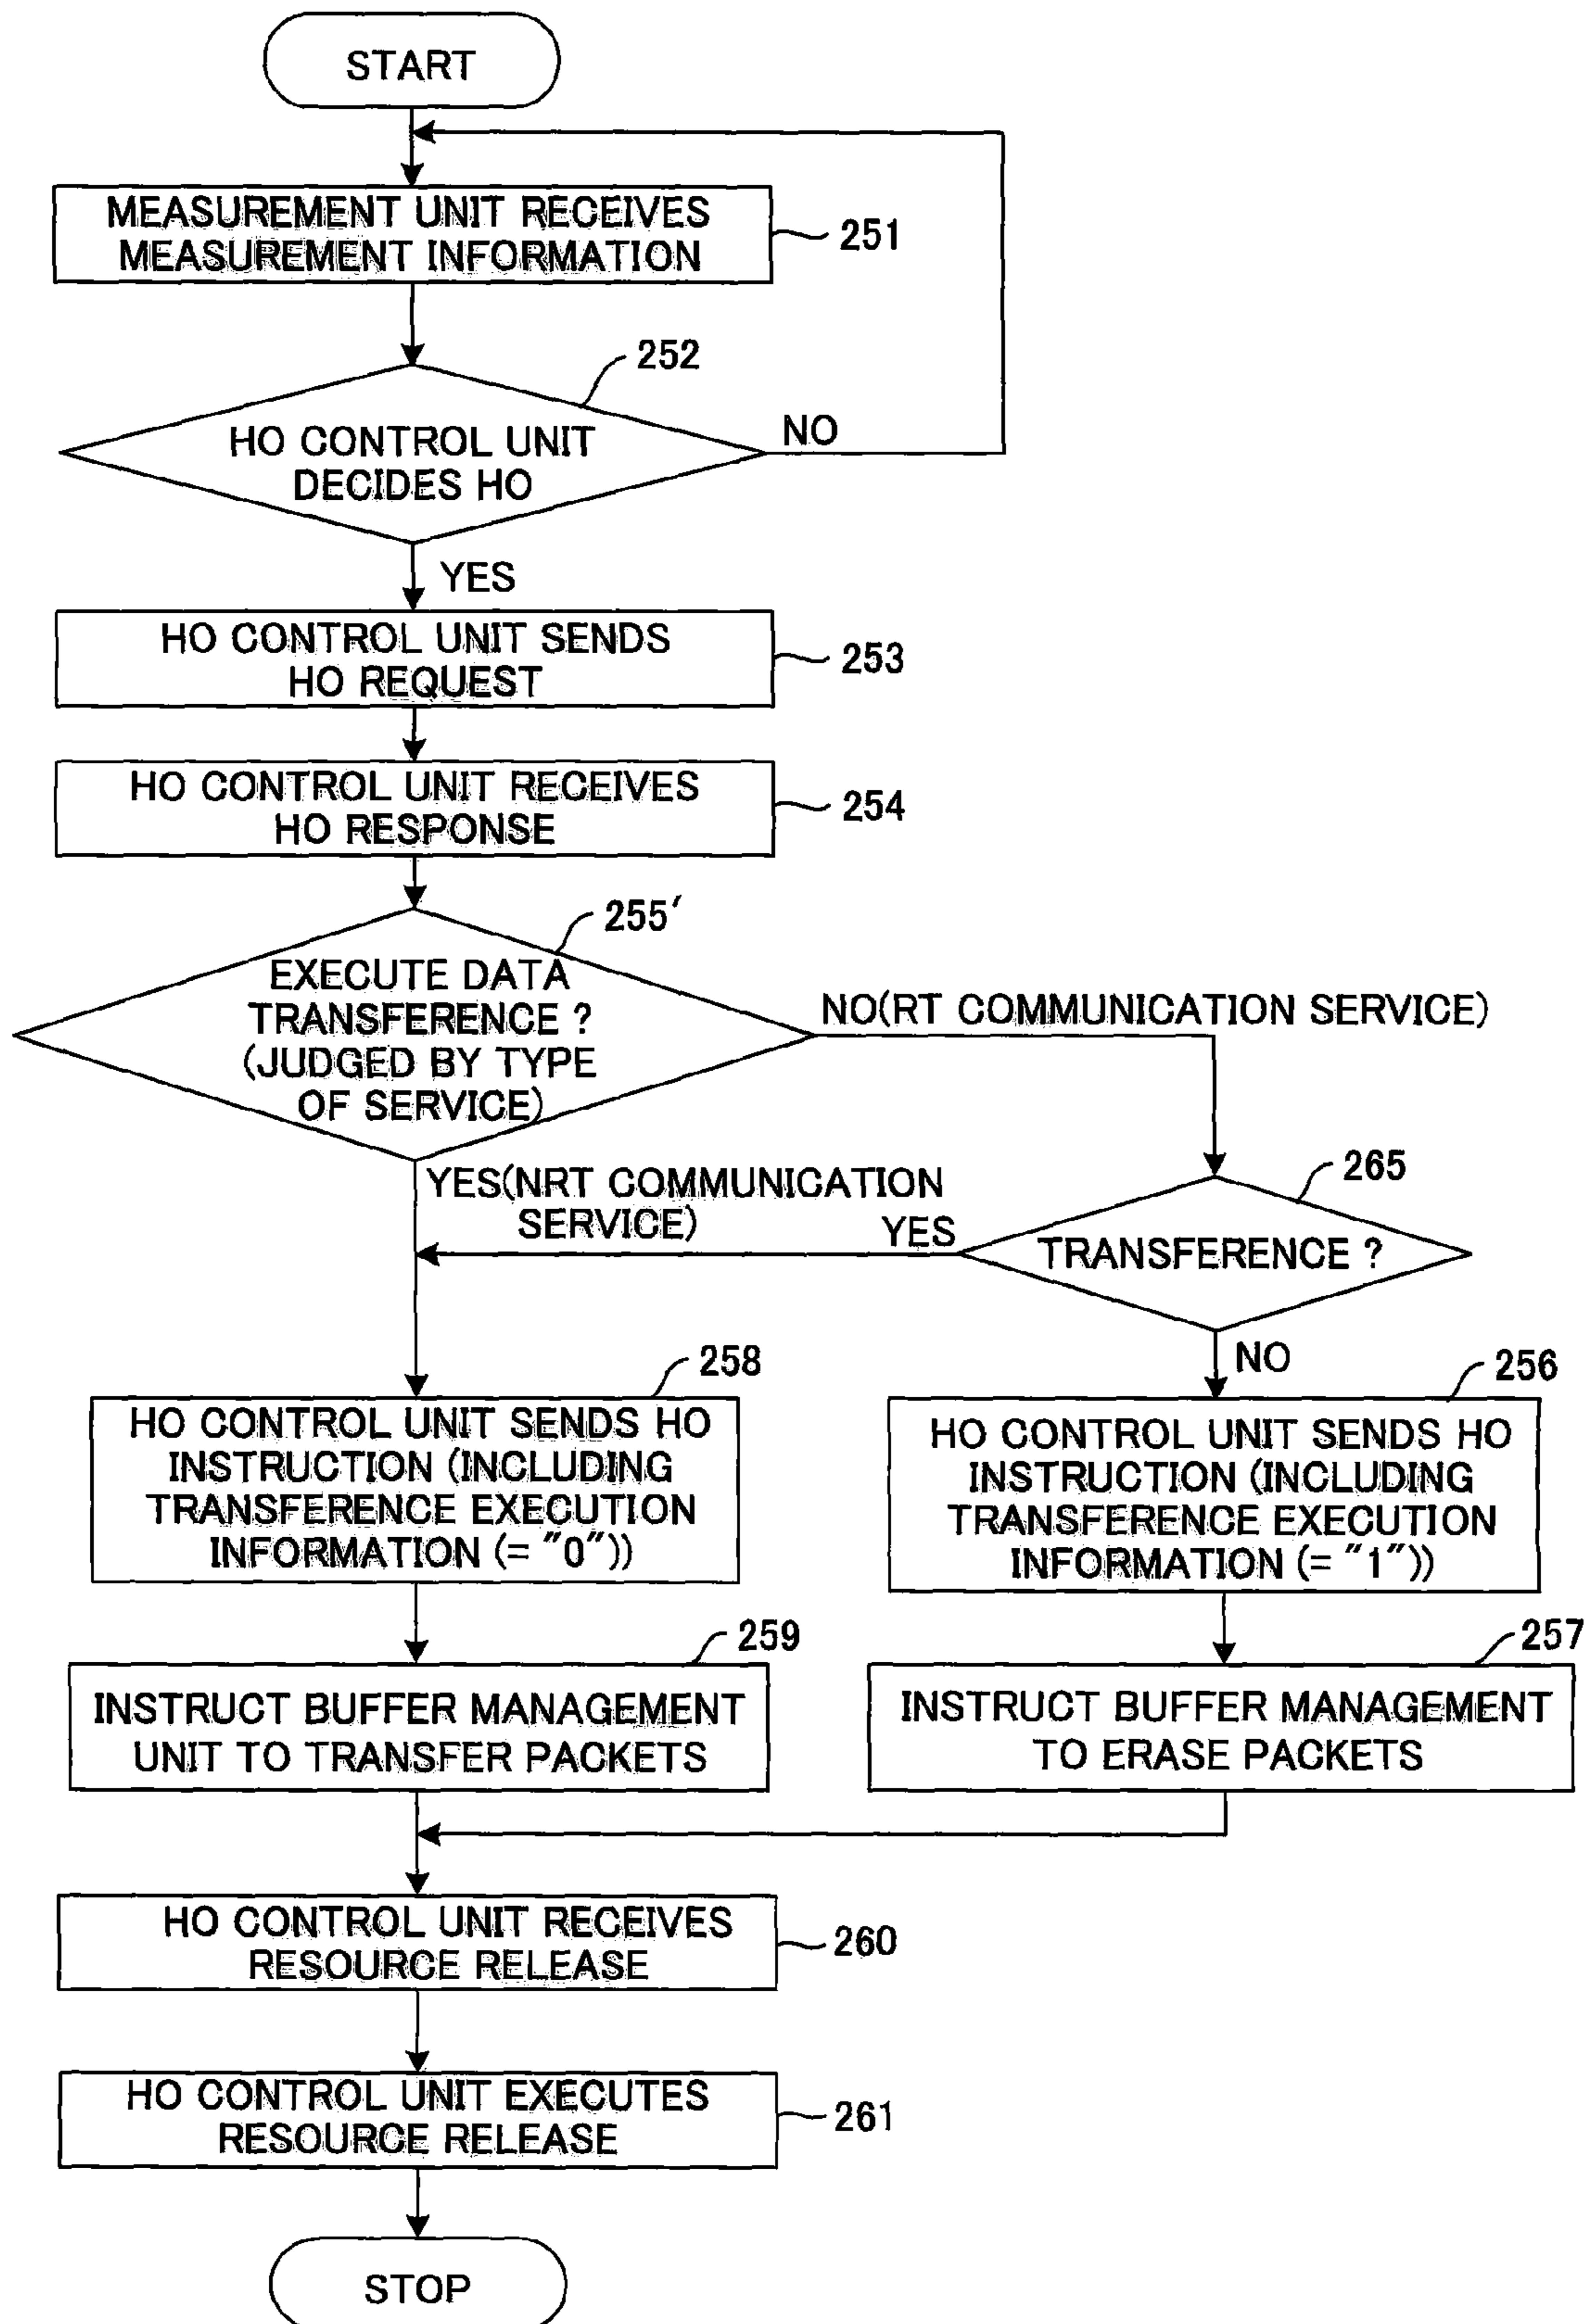 START
MEASUREMENT UNIT RECEIVES
MEASUREMENT INFORMATION
251
252
HO CONTROL UNIT
DECIDES HO
NO
YES
HO CONTROL UNIT SENDS
HO REQUEST
253
HO CONTROL UNIT RECEIVES
HO RESPONSE
254
255'
EXECUTE DATA
TRANSFERENCE ?
(JUDGED BY TYPE
OF SERVICE)
NO(RT COMMUNICATION SERVICE)
YES(NRT COMMUNICATION
SERVICE)
265
TRANSFERENCE ?
YES
NO
258
HO CONTROL UNIT SENDS HO
INSTRUCTION (INCLUDING
TRANSFERENCE EXECUTION
INFORMATION (= "0"))
256
HO CONTROL UNIT SENDS HO
INSTRUCTION (INCLUDING
TRANSFERENCE EXECUTION
INFORMATION (= "1"))
259
INSTRUCT BUFFER MANAGEMENT
UNIT TO TRANSFER PACKETS
257
INSTRUCT BUFFER MANAGEMENT
TO ERASE PACKETS
HO CONTROL UNIT RECEIVES
RESOURCE RELEASE
260
HO CONTROL UNIT EXECUTES
RESOURCE RELEASE
261
STOP